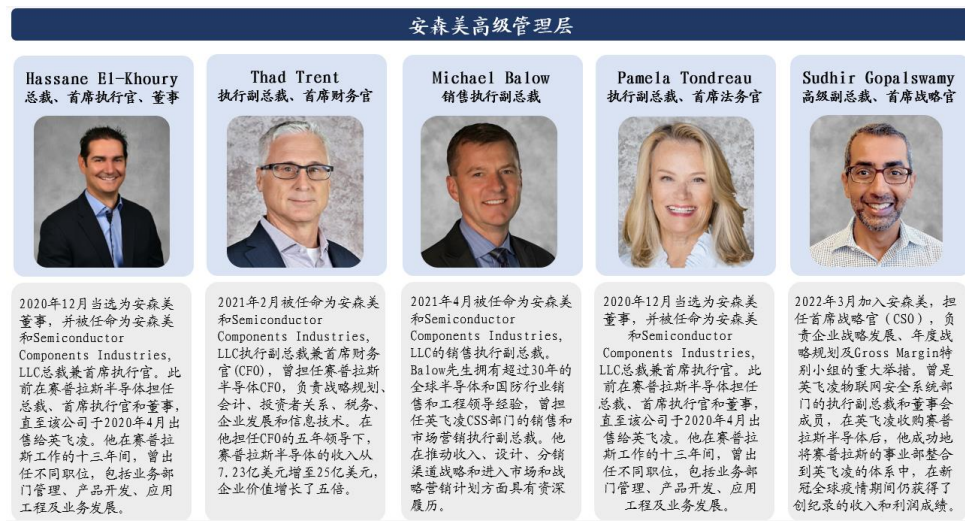 安森美高级管理层
Hassane El-Khoury
总裁、首席执行官、董事
2020年12月当选为安森美
董事，并被任命为安森美
和Semiconductor
Components Industries,
LLC总裁兼首席执行官。此
前在赛普拉斯半导体担任
总裁、首席执行官和董事，
直至该公司于2020年4月出
售给英飞凌。他在赛普拉
斯工作的十三年间，曾出
任不同职位，包括业务部
门管理、产品开发、应用
工程及业务发展。
Thad Trent
执行副总裁、首席财务官
2021年2月被任命为安森美
和Semiconductor
Components Industries,
LLC执行副总裁兼首席财务
官(CFO)，曾担任赛普拉斯
半导体CFO，负责战略规划、
会计、投资者关系、税务、
企业发展和信息技术。在
他担任CFO的五年领导下，
赛普拉斯半导体的收入从
7.23亿美元增至25亿美元，
企业价值增长了五倍。
Michael Balow
销售执行副总裁
2021年4月被任命为安森美
和Semiconductor
Components Industries,
LLC的销售执行副总裁。
Balow先生拥有超过30年的
全球半导体和国防行业销
售和工程领导经验，曾担
任英飞凌CSS部门的销售和
市场营销执行副总裁。他
在推动收入、设计、分销
渠道战略和进入市场和战
略营销计划方面具有资深
履历。
Pamela Tondreau
执行副总裁、首席法务官
2020年12月当选为安森美
董事，并被任命为安森美
和Semiconductor
Components Industries,
LLC总裁兼首席执行官。此
前在赛普拉斯半导体担任
总裁、首席执行官和董事，
直至该公司于2020年4月出
售给英飞凌。他在赛普拉
斯工作的十三年间，曾出
任不同职位，包括业务部
门管理、产品开发、应用
工程及业务发展。
Sudhir Gopalswamy
高级副总裁、首席战略官
2022年3月加入安森美，担
任首席战略官（CSO），负
责企业战略发展、年度战
略规划及Gross Margin特
别小组的重大举措。曾是
英飞凌物联网安全系统部
门的执行副总裁和董事会
成员，在英飞凌收购赛普
拉斯半导体后，他成功地
将赛普拉斯的事业部整合
到英飞凌的体系中，在新
冠全球疫情期间仍获得了
创纪录的收入和利润成绩。